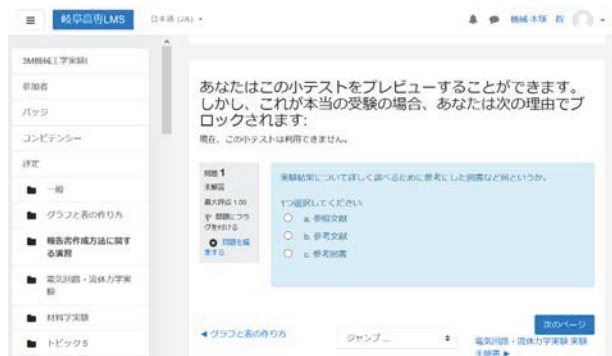 岐阜高専LMS
日本語 (JA)
機械 本塚 智
3M機械工学実験I
参加者
バッジ
コンピテンシー
評定
一般
グラフと表の作り方
報告書作成方法に関す
る演習
電気回路・流体力学実
験
材料学実験
トピック 5
あなたはこの小テストをプレビューすることができます。
しかし、これが本当の受験の場合、あなたは次の理由でブ
ロックされます:
現在、この小テストは利用できません。
問題 1
未解答
最大評点 1.00
問題にフラ
グを付ける
問題を編
集する
実験結果について詳しく調べるために参考にした図書など何というか。
1つ選択してください:
a. 参照文献
b. 参考文献
c. 参考図書
次のページ
◄ グラフと表の作り方
ジャンプ ...
電気回路・流体力学実験 実験
手順書 ►